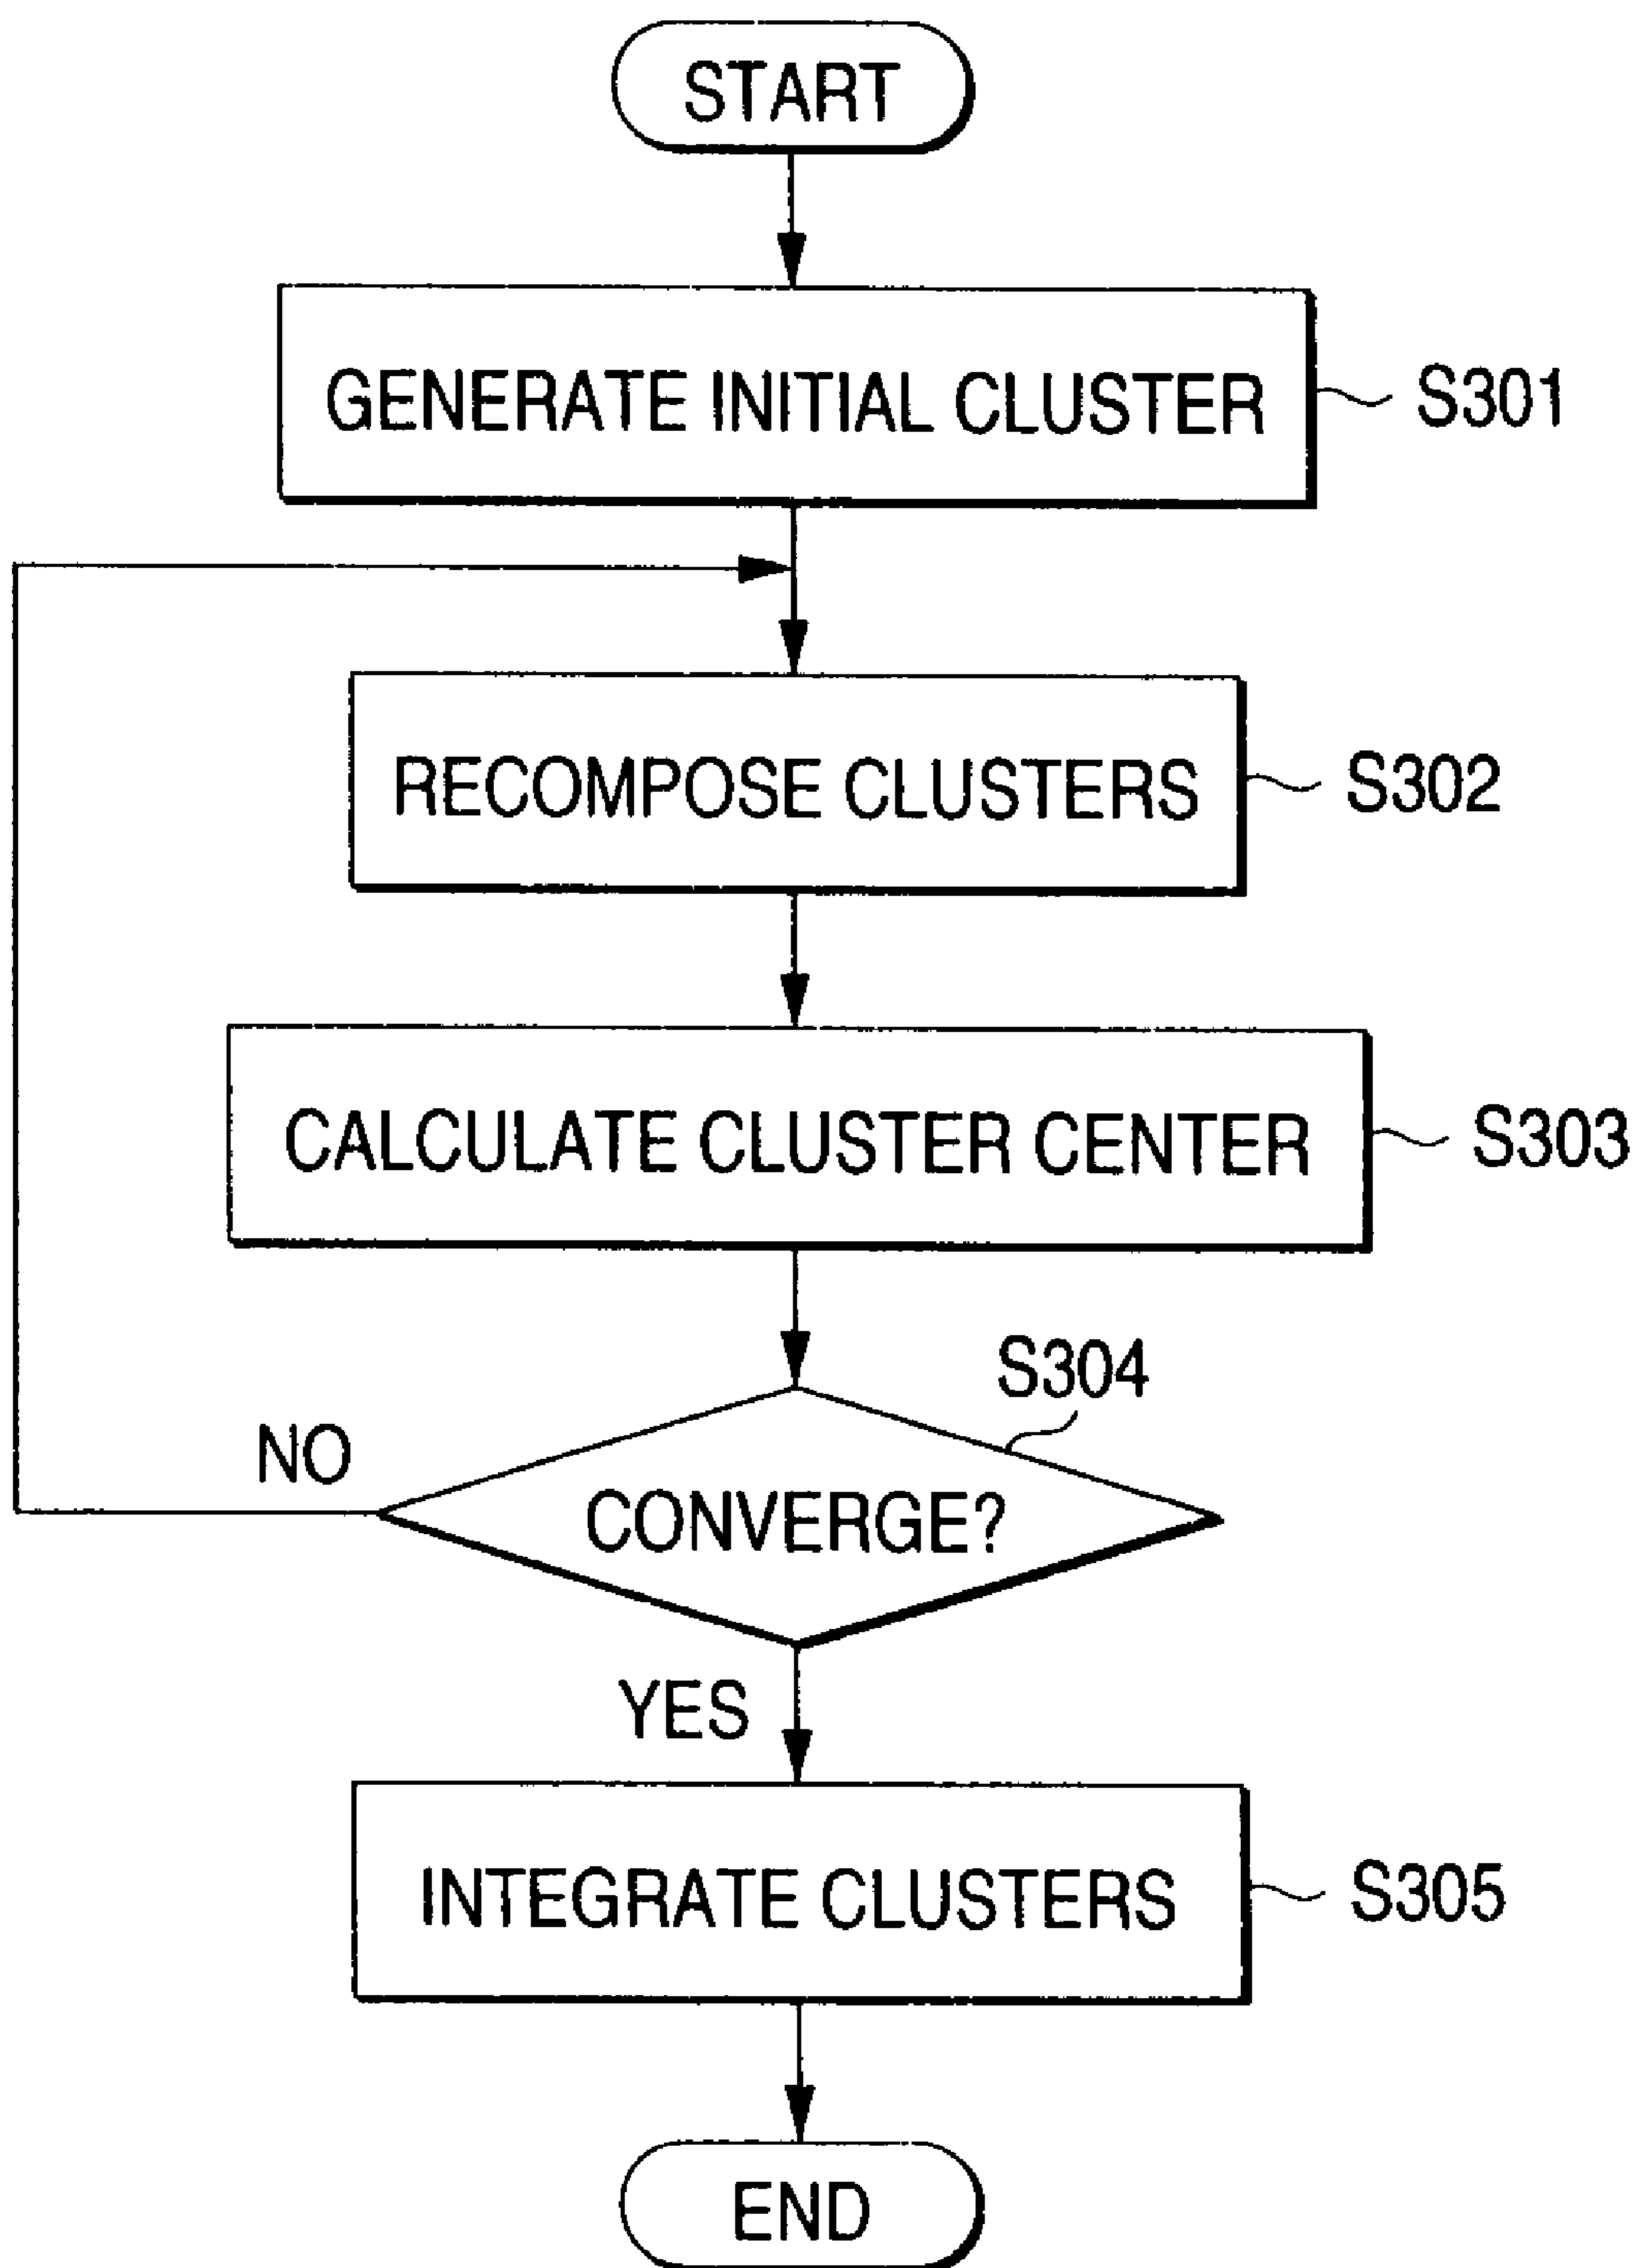 START
GENERATE INITIAL CLUSTER
S301
RECOMPOSE CLUSTERS
S302
CALCULATE CLUSTER CENTER
S303
S304
NO
CONVERGE?
YES
INTEGRATE CLUSTERS
S305
END